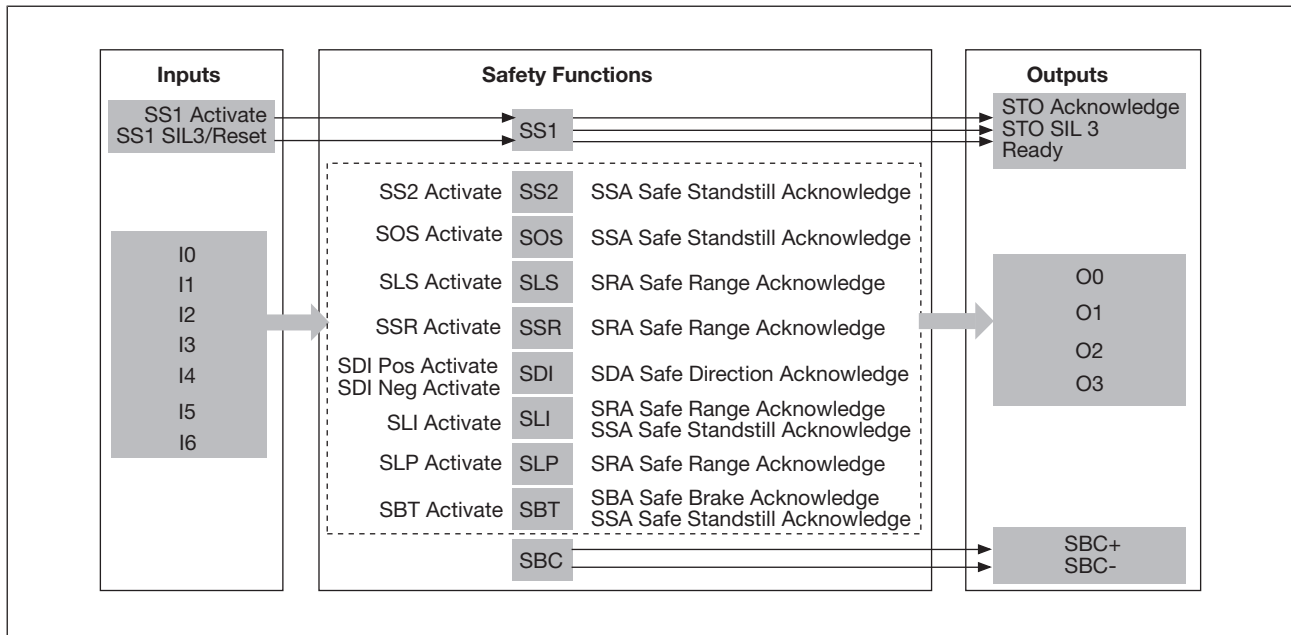 Inputs
Safety Functions
Outputs
SS1 Activate
SS1 SIL3/Reset
SS1
STO Acknowledge
STO SIL 3
Ready
SS2 Activate
SS2
SSA Safe Standstill Acknowledge
SOS Activate
SOS
SSA Safe Standstill Acknowledge
SLS Activate
SLS
SRA Safe Range Acknowledge
SSR Activate
SSR
SRA Safe Range Acknowledge
SDI Pos Activate
SDI Neg Activate
SDI
SDA Safe Direction Acknowledge
SLI Activate
SLI
SRA Safe Range Acknowledge
SSA Safe Standstill Acknowledge
SLP Activate
SLP
SRA Safe Range Acknowledge
SBT Activate
SBT
SBA Safe Brake Acknowledge
SSA Safe Standstill Acknowledge
SBC
I0
I1
I2
I3
I4
I5
I6
O0
O1
O2
O3
SBC+
SBC-